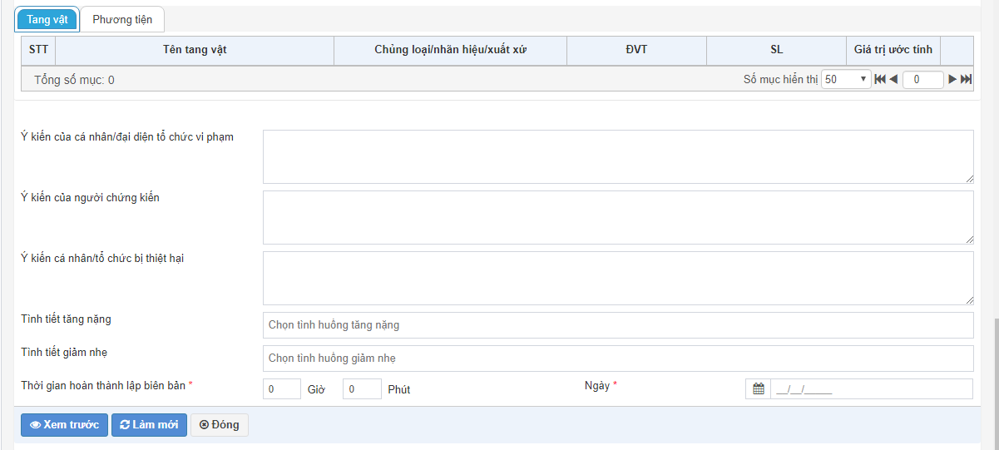 Tang vật Phương tiện
STT Tên tang vật Chủng loại/nhãn hiệu/xuất xứ ĐVT SL Giá trị ước tính
Tổng số mục: 0 Số mục hiển thị 50 0
Ý kiến của cá nhân/đại diện tổ chức vi phạm
Ý kiến của người chứng kiến
Ý kiến cá nhân/tổ chức bị thiệt hại
Tình tiết tăng nặng Chọn tình huống tăng nặng
Tình tiết giảm nhẹ Chọn tình huống giảm nhẹ
Thời gian hoàn thành lập biên bản * 0 Giờ 0 Phút Ngày * __/__/____
Xem trước Làm mới Đóng